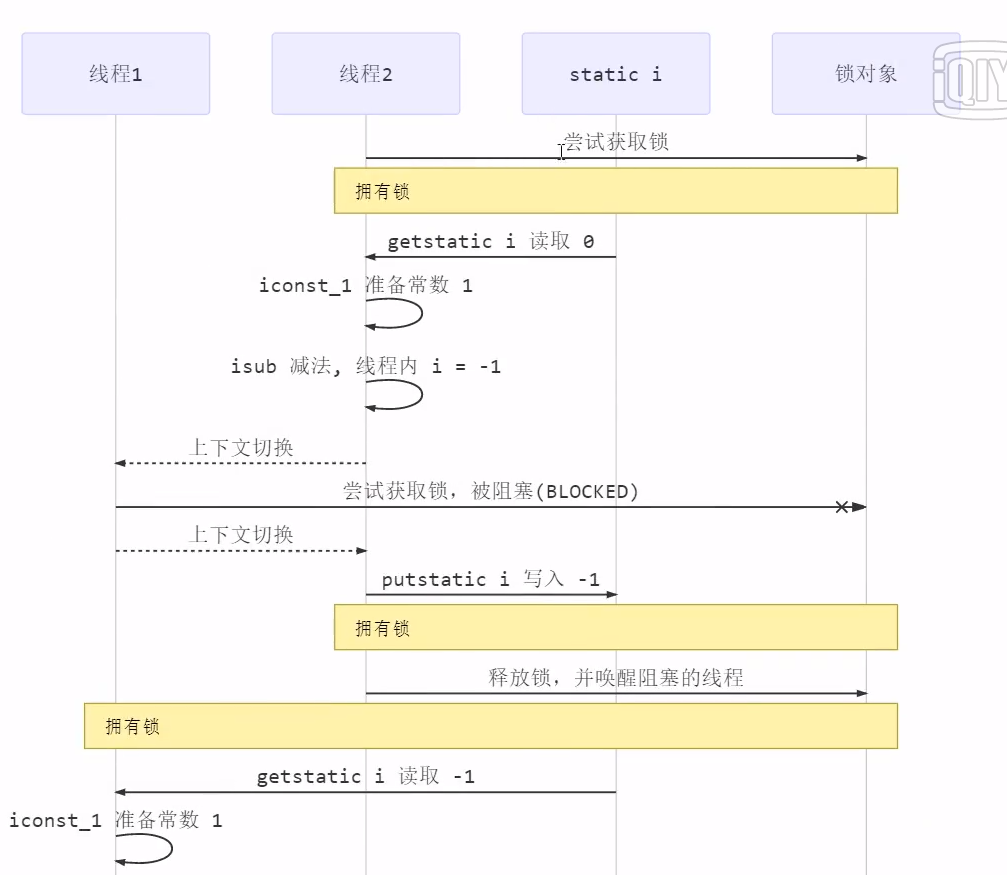 线程1
线程2
static i
锁对象
QIY
尝试获取锁
拥有锁
getstatic i 读取 0
iconst_1 准备常数 1
isub 减法, 线程内 i = -1
上下文切换
尝试获取锁, 被阻塞(BLOCKED)
上下文切换
putstatic i 写入 -1
拥有锁
释放锁, 并唤醒阻塞的线程
拥有锁
getstatic i 读取 -1
iconst_1 准备常数 1